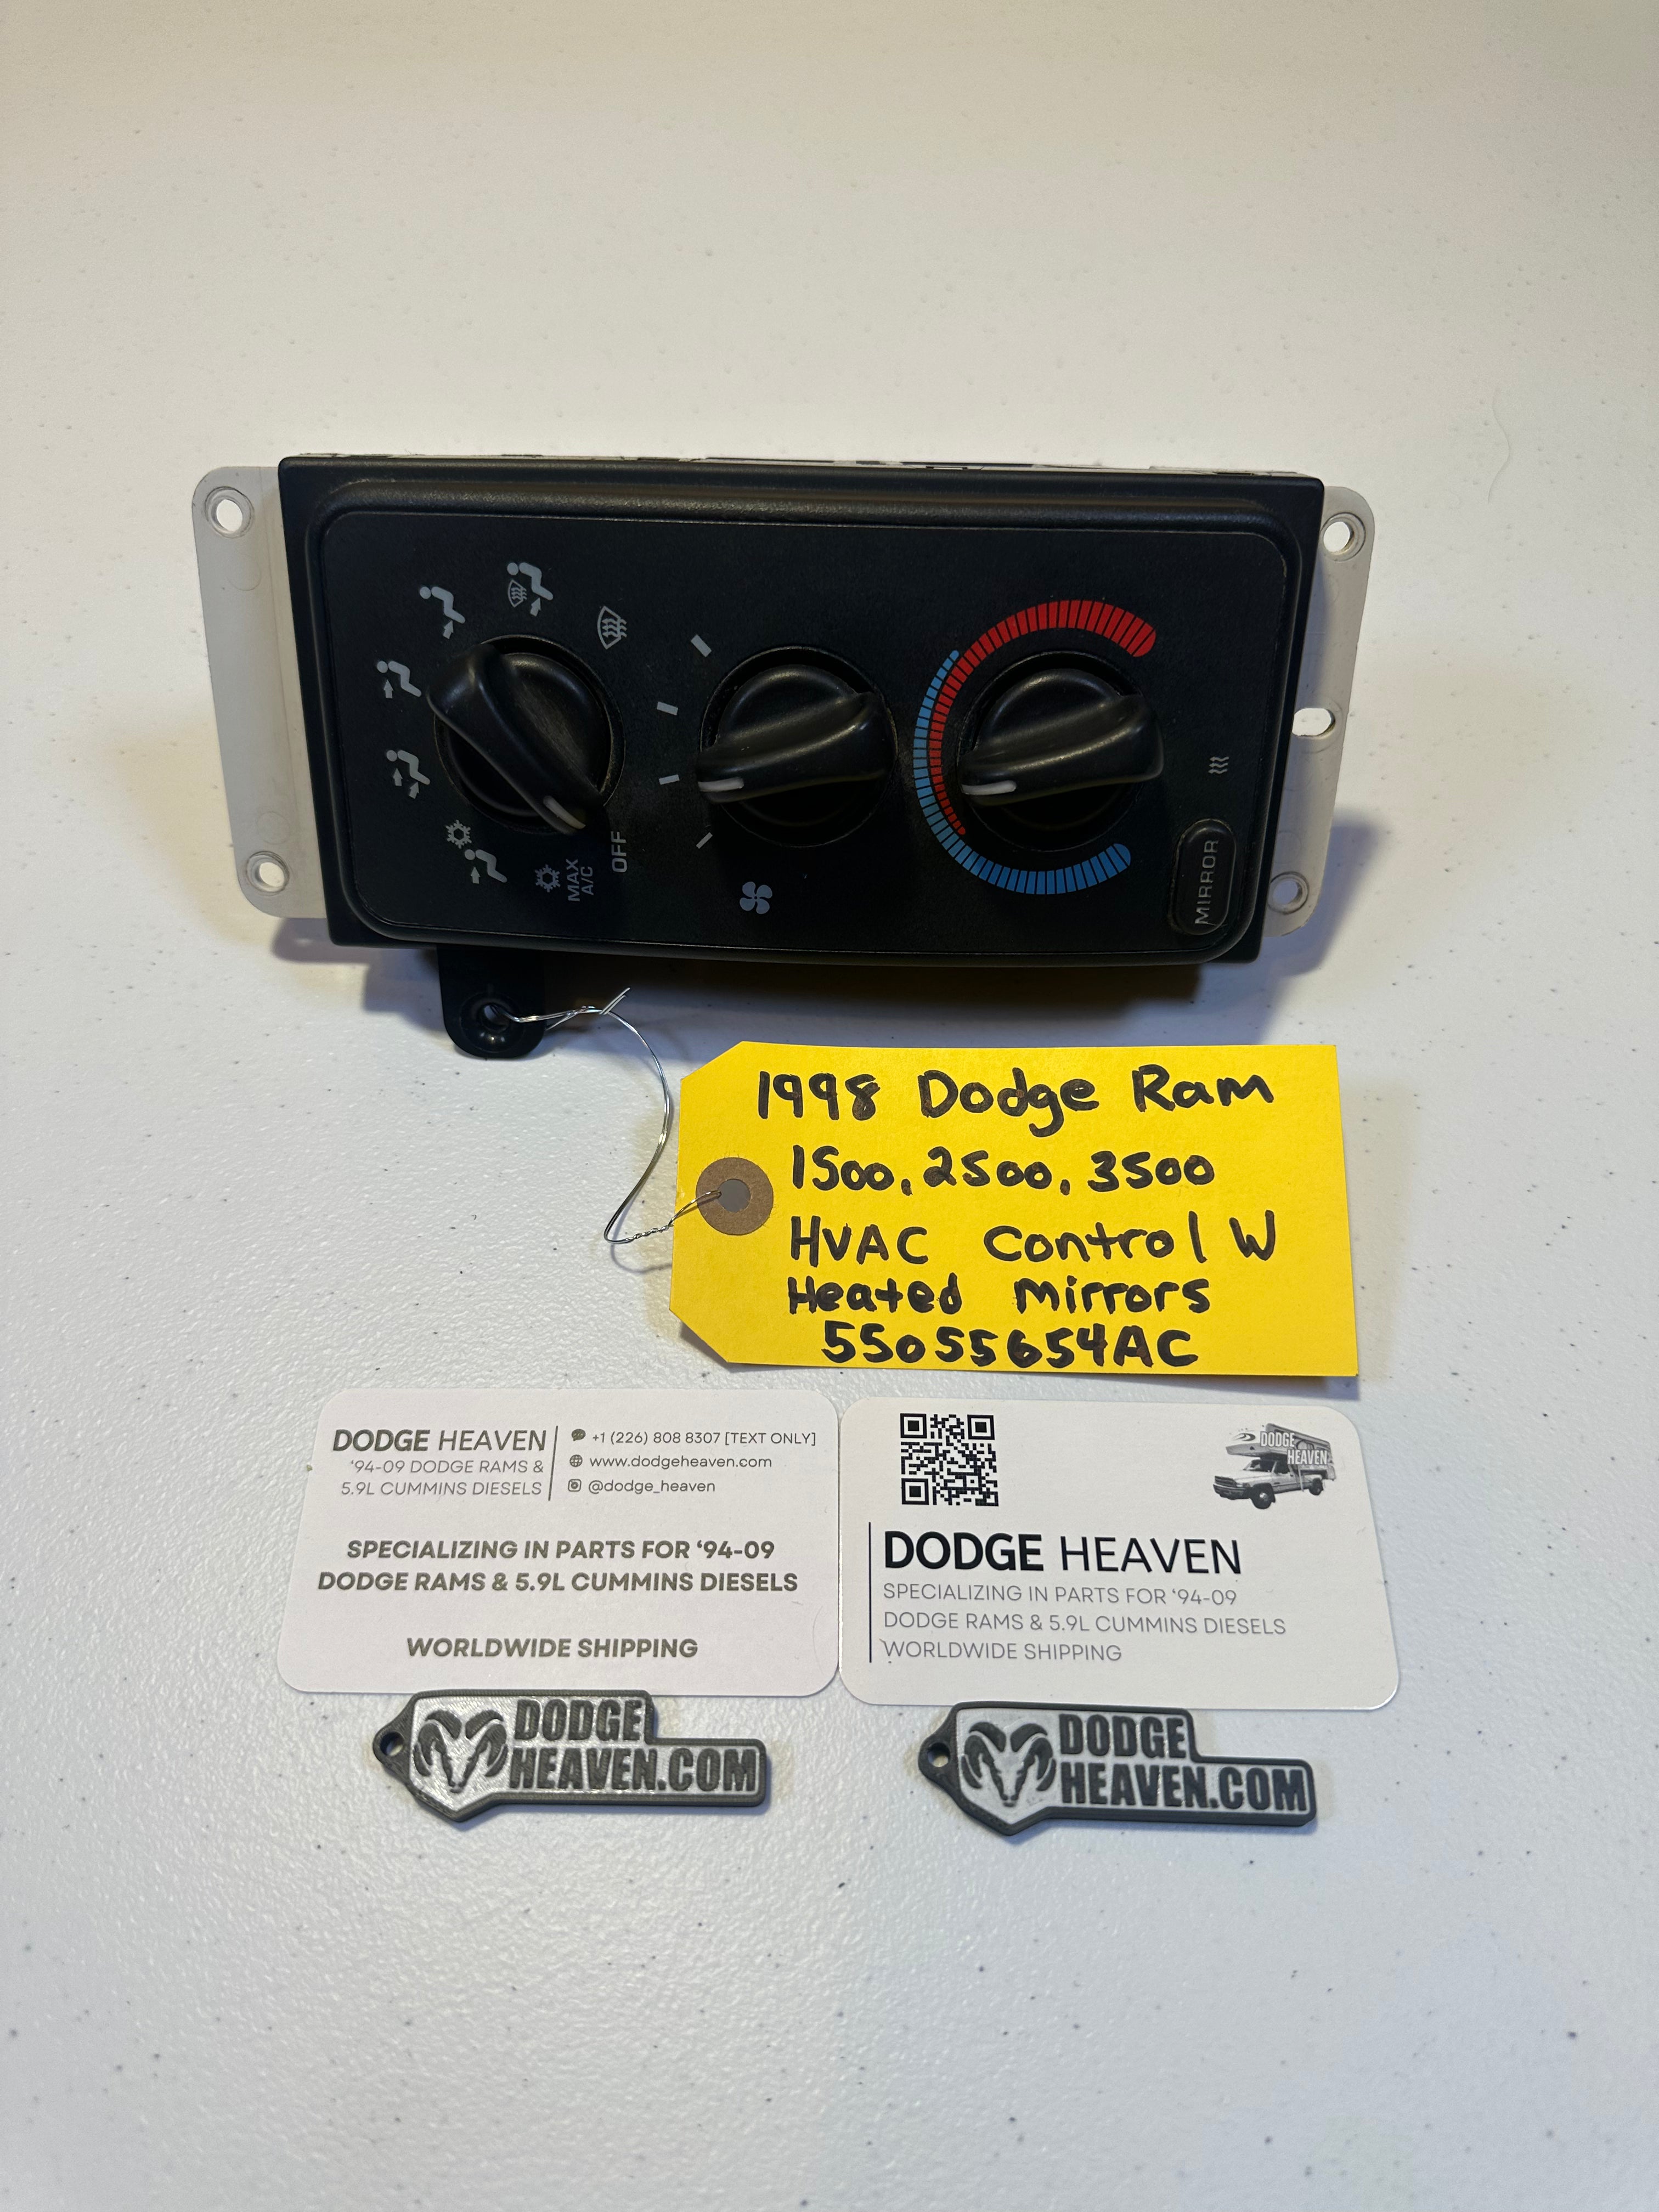 OFF
MAX
A/C
MIRROR
1998 Dodge Ram
1500, 2500, 3500
HVAC Control W
Heated Mirrors
55055654AC
DODGE HEAVEN
'94-09 DODGE RAMS &
5.9L CUMMINS DIESELS
+1 (226) 808 8307 [TEXT ONLY]
www.dodgeheaven.com
@dodge_heaven
SPECIALIZING IN PARTS FOR '94-09
DODGE RAMS & 5.9L CUMMINS DIESELS
WORLDWIDE SHIPPING
DODGE
HEAVEN
DODGE HEAVEN
SPECIALIZING IN PARTS FOR '94-09
DODGE RAMS & 5.9L CUMMINS DIESELS
WORLDWIDE SHIPPING
DODGE
HEAVEN.COM
DODGE
HEAVEN.COM